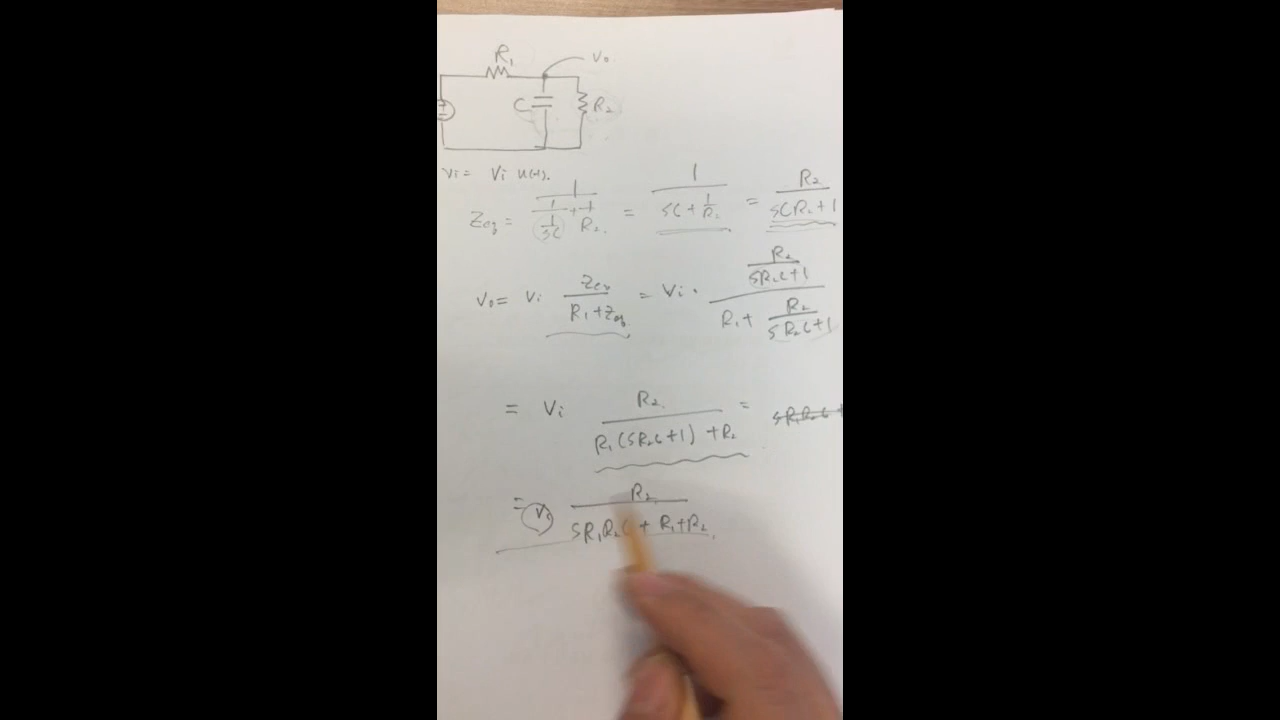 R₁
V₀
C
R₂
Vi = Vi u(t).
Zeq = 1/(1/(1/SC) + 1/R₂) = 1/(SC + 1/R₂) = R₂/(SCR₂+1)
V₀ = Vi Zeq/(R₁+Zeq) = Vi · (R₂/(SR₂C+1))/(R₁ + R₂/(SR₂C+1))
= Vi R₂/(R₁(SR₂C+1) + R₂) = SR₁R₂C +
= Vi R₂/(SR₁R₂C + R₁+R₂)